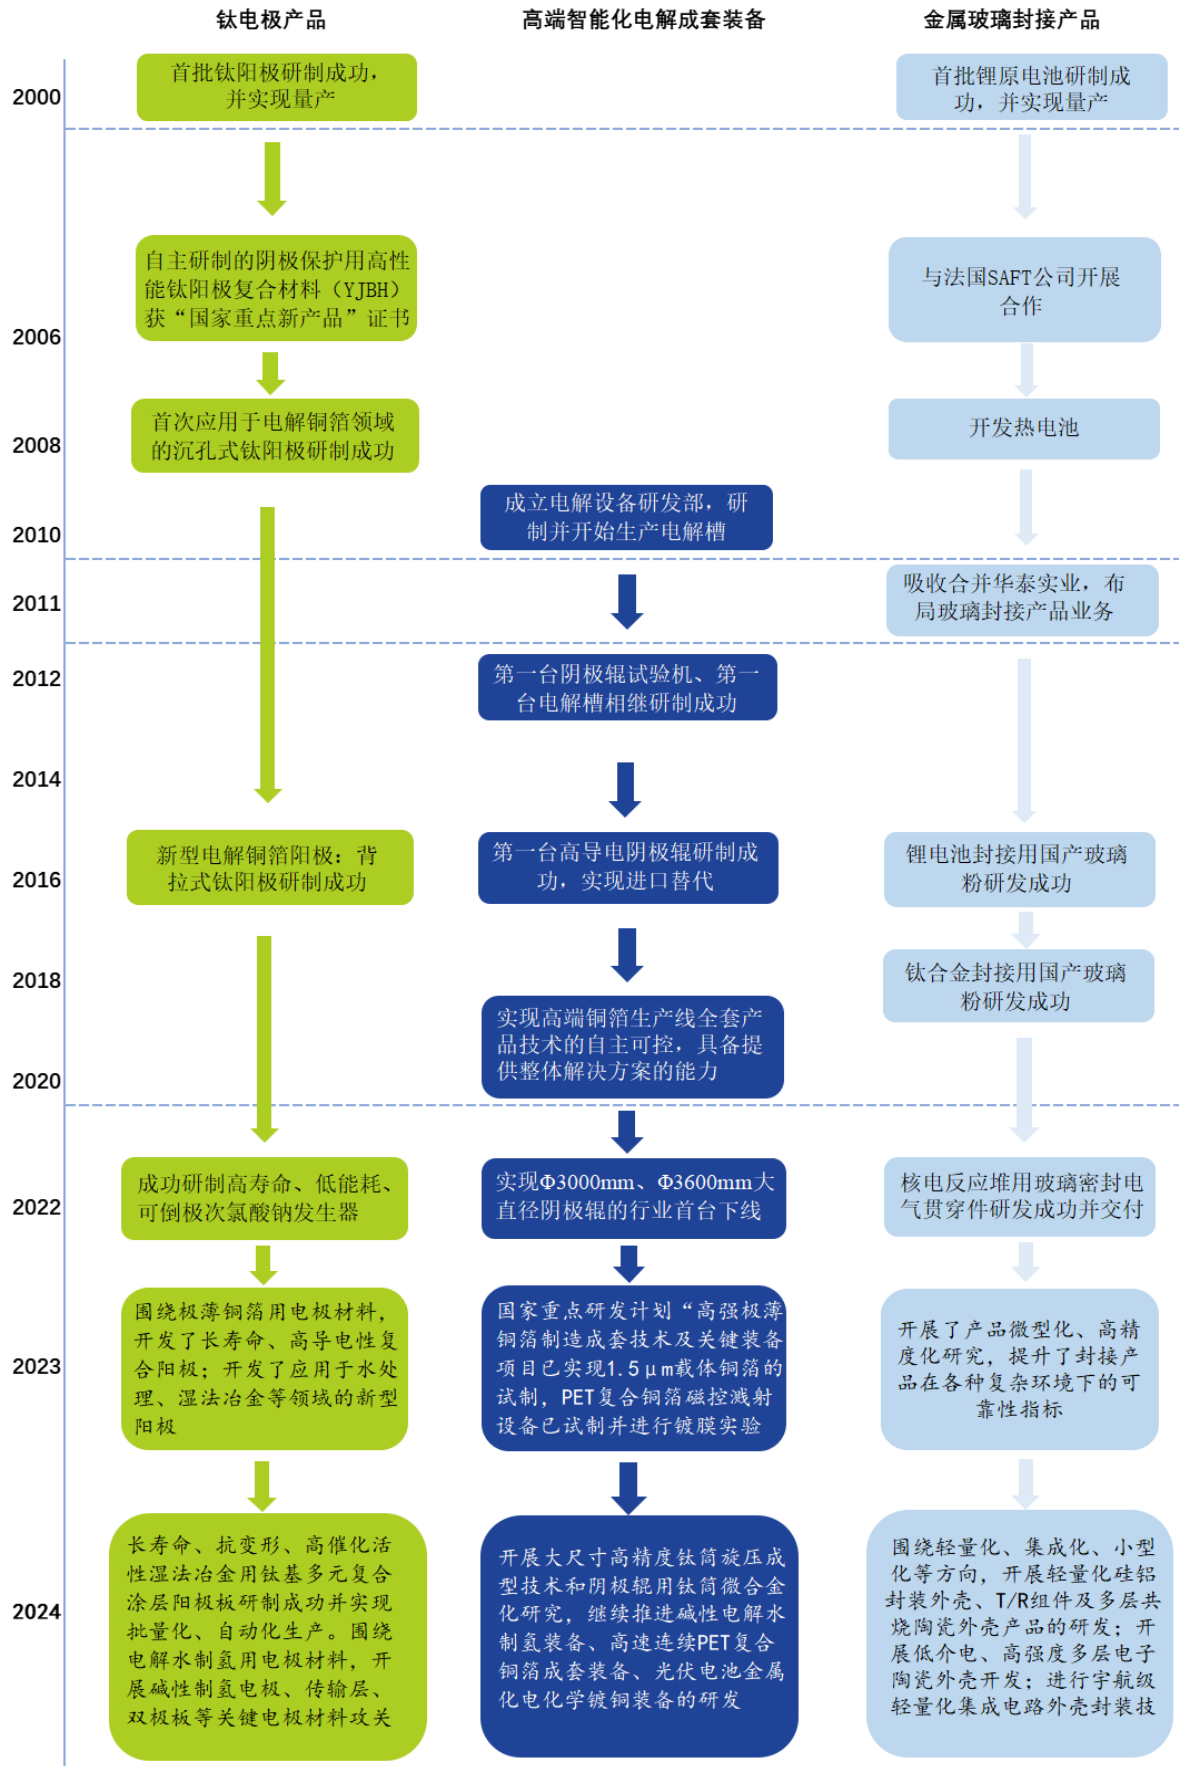 钛电极产品
高端智能化电解成套装备
金属玻璃封接产品
2000
首批钛阳极研制成功，
并实现量产
首批锂原电池研制成
功，并实现量产
自主研制的阴极保护用高性
能钛阳极复合材料（YJBH）
获“国家重点新产品”证书
与法国SAFT公司开展
合作
2006
首次应用于电解铜箔领域
的沉孔式钛阳极研制成功
开发热电池
2008
成立电解设备研发部，研
制并开始生产电解槽
2010
吸收合并华泰实业，布
局玻璃封接产品业务
2011
第一台阴极辊试验机、第一
台电解槽相继研制成功
2012
2014
新型电解铜箔阳极：背
拉式钛阳极研制成功
第一台高导电阴极辊研制成
功，实现进口替代
锂电池封接用国产玻璃
粉研发成功
2016
钛合金封接用国产玻璃
粉研发成功
2018
实现高端铜箔生产线全套产
品技术的自主可控，具备提
供整体解决方案的能力
2020
成功研制高寿命、低能耗、
可倒极次氯酸钠发生器
实现Φ3000mm、Φ3600mm大
直径阴极辊的行业首台下线
核电反应堆用玻璃密封电
气贯穿件研发成功并交付
2022
围绕极薄铜箔用电极材料，
开发了长寿命、高导电性复
合阳极；开发了应用于水处
理、湿法冶金等领域的新型
阳极
国家重点研发计划“高强极薄
铜箔制造成套技术及关键装备
项目已实现1.5μm载体铜箔的
试制，PET复合铜箔磁控溅射
设备已试制并进行镀膜实验
开展了产品微型化、高精
度化研究，提升了封接产
品在各种复杂环境下的可
靠性指标
2023
长寿命、抗变形、高催化活
性湿法冶金用钛基多元复合
涂层阳极板研制成功并实现
批量化、自动化生产。围绕
电解水制氢用电极材料，开
展碱性制氢电极、传输层、
双极板等关键电极材料攻关
开展大尺寸高精度钛筒旋压成
型技术和阴极辊用钛筒微合金
化研究，继续推进碱性电解水
制氢装备、高速连续PET复合
铜箔成套装备、光伏电池金属
化电化学镀铜装备的研发
围绕轻量化、集成化、小型
化等方向，开展轻量化硅铝
封装外壳、T/R组件及多层共
烧陶瓷外壳产品的研发；开
展低介电、高强度多层电子
陶瓷外壳开发；进行宇航级
轻量化集成电路外壳封装技
2024